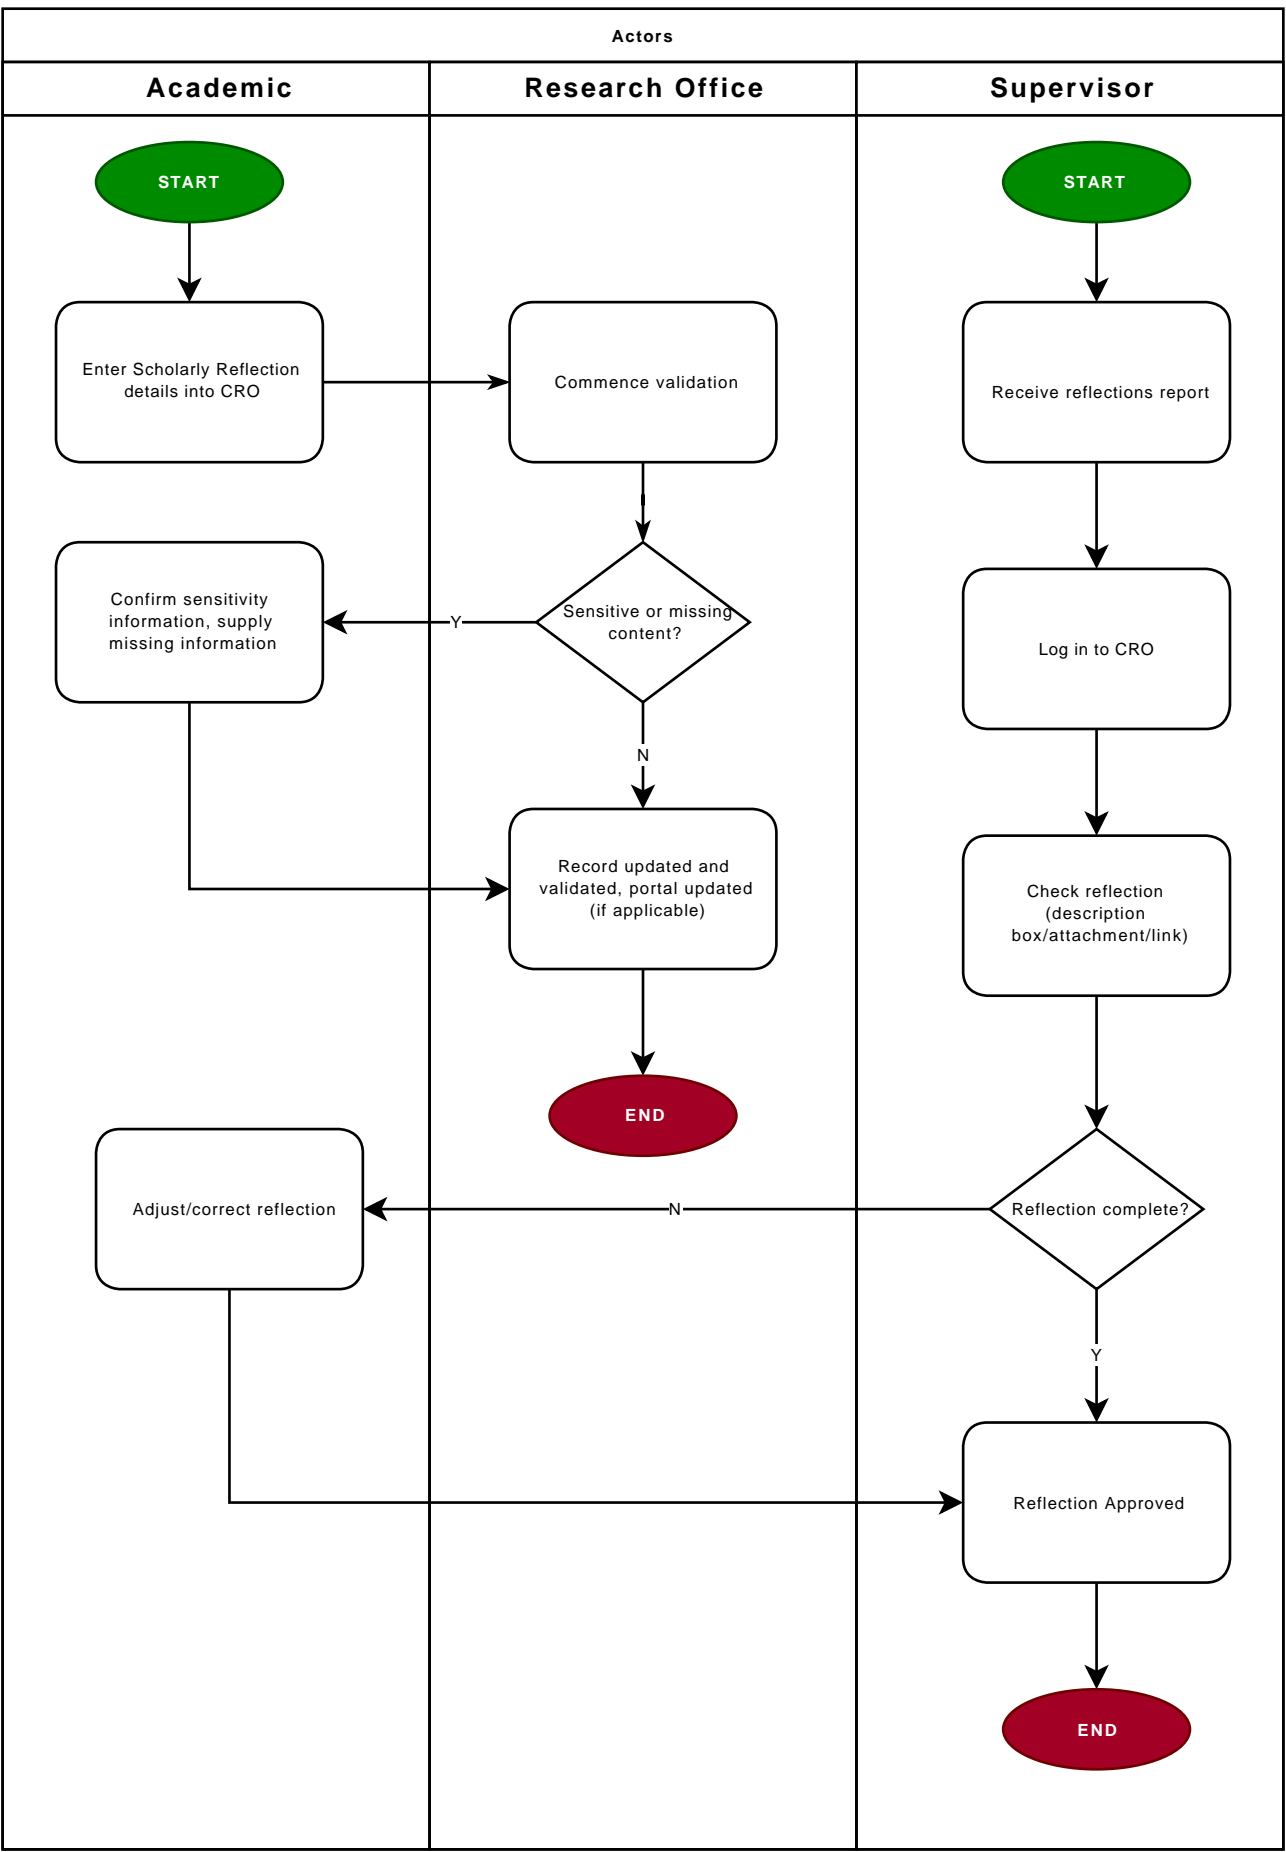 Actors
Academic
Research Office
Supervisor
START
START
Enter Scholarly Reflection
details into CRO
Commence validation
Receive reflections report
Confirm sensitivity
information, supply
missing information
Y
Sensitive or missing
content?
Log in to CRO
N
Record updated and
validated, portal updated
(if applicable)
Check reflection
(description
box/attachment/link)
END
Adjust/correct reflection
N
Reflection complete?
Y
Reflection Approved
END